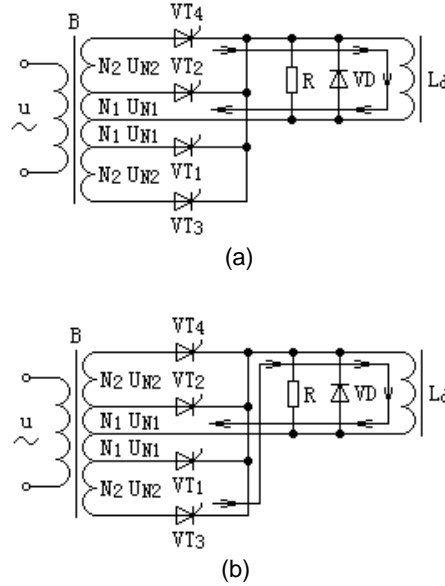 B
VT4
N2 UN2 VT2
u
~
N1 UN1
R VD Ld
N1 UN1
N2 UN2 VT1
VT3
(a)
B
VT4
N2 UN2 VT2
u
~
N1 UN1
R VD Ld
N1 UN1
N2 UN2 VT1
VT3
(b)